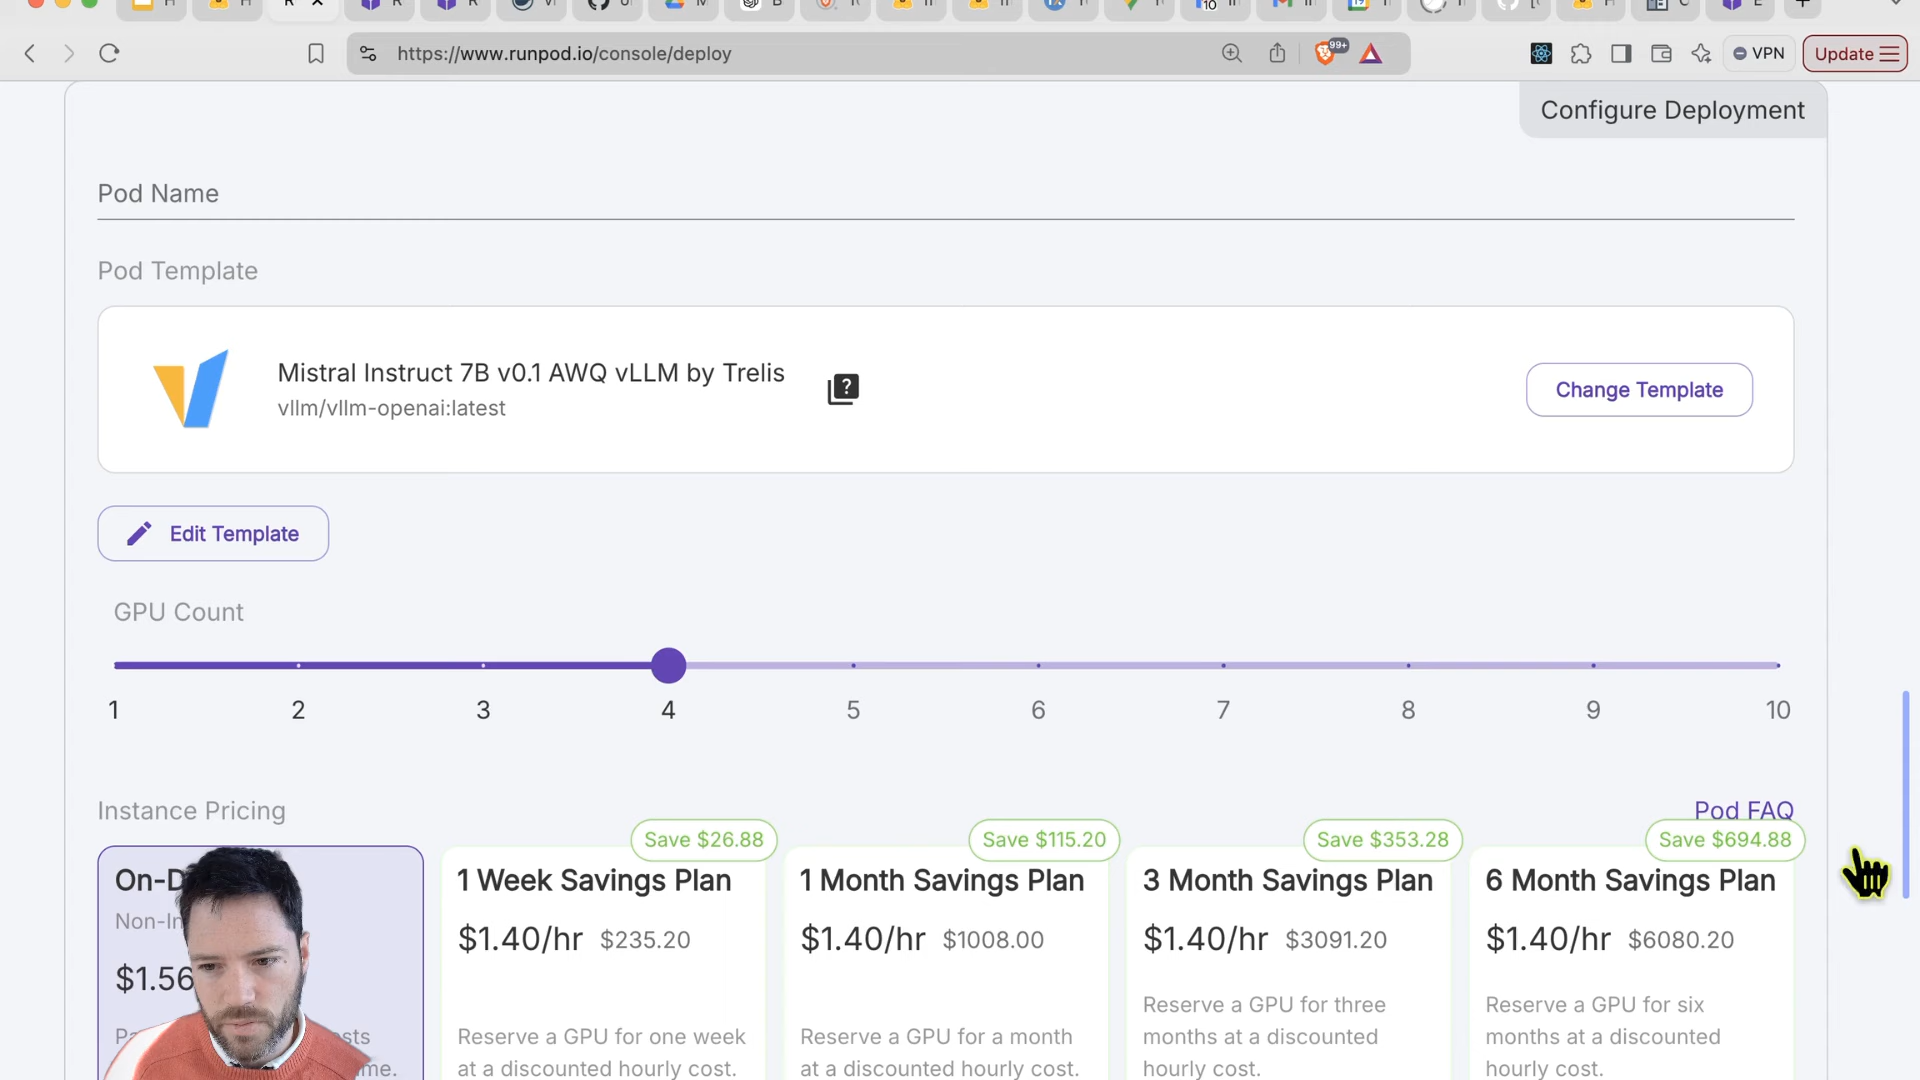 https://www.runpod.io/console/deploy
99+
VPN
Update
Configure Deployment
Pod Name
Pod Template
Mistral Instruct 7B v0.1 AWQ vLLM by Trelis
vllm/vllm-openai:latest
Change Template
Edit Template
GPU Count
1 2 3 4 5 6 7 8 9 10
Instance Pricing
Pod FAQ
Save $26.88
Save $115.20
Save $353.28
Save $694.88
1 Week Savings Plan
$1.40/hr $235.20
Reserve a GPU for one week
at a discounted hourly cost.
1 Month Savings Plan
$1.40/hr $1008.00
Reserve a GPU for a month
at a discounted hourly cost.
3 Month Savings Plan
$1.40/hr $3091.20
Reserve a GPU for three
months at a discounted
hourly cost.
6 Month Savings Plan
$1.40/hr $6080.20
Reserve a GPU for six
months at a discounted
hourly cost.
$1.56